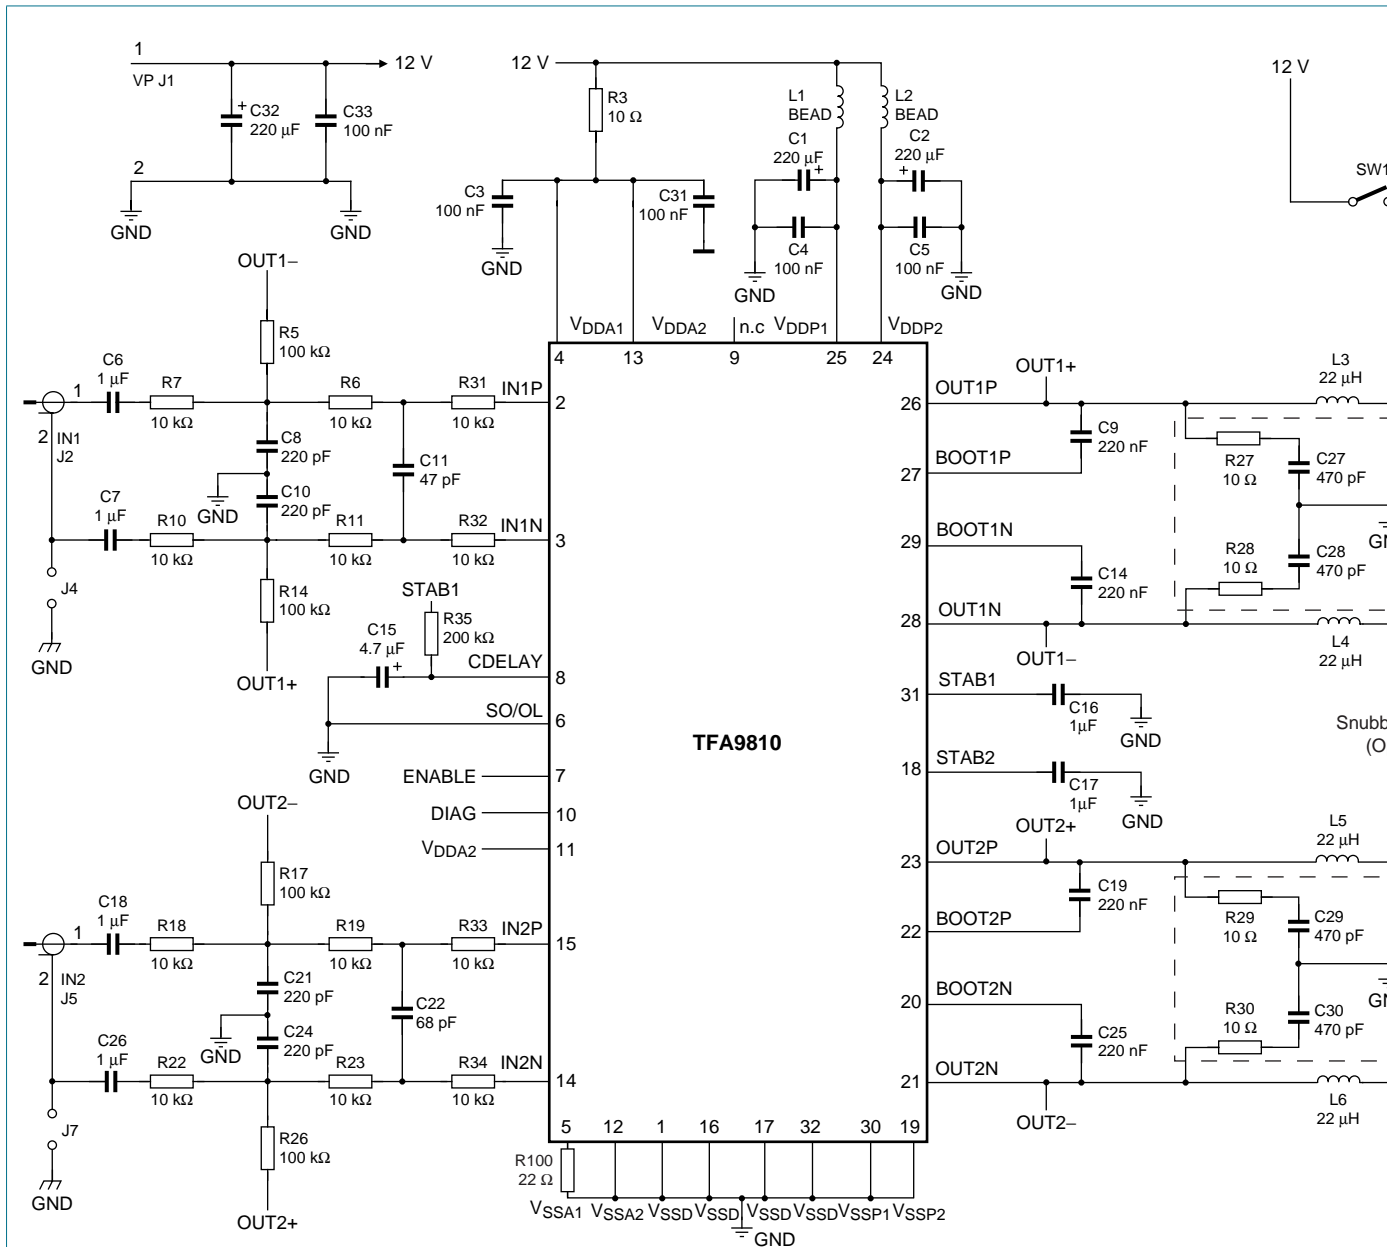 1
VP J1
12 V
C32
220 μF
+
C33
100 nF
2
GND
GND
12 V
R3
10 Ω
L1
BEAD
L2
BEAD
C1
220 μF
+
C2
220 μF
+
C3
100 nF
GND
C31
100 nF
C4
100 nF
GND
C5
100 nF
GND
12 V
SW1
VDDA1
VDDA2
n.c
VDDP1
VDDP2
4
13
9
25
24
OUT1−
R5
100 kΩ
C6
1 μF
1
R7
10 kΩ
R6
10 kΩ
R31
10 kΩ
IN1P
2
2
IN1
J2
C8
220 pF
GND
C10
220 pF
C11
47 pF
C7
1 μF
R10
10 kΩ
R11
10 kΩ
R32
10 kΩ
IN1N
3
J4
GND
R14
100 kΩ
OUT1+
STAB1
R35
200 kΩ
C15
4.7 μF
+
CDELAY
8
SO/OL
6
GND
ENABLE
7
DIAG
10
VDDA2
11
TFA9810
OUT2−
R17
100 kΩ
C18
1 μF
1
R18
10 kΩ
R19
10 kΩ
R33
10 kΩ
IN2P
15
2
IN2
J5
C21
220 pF
GND
C24
220 pF
C22
68 pF
C26
1 μF
R22
10 kΩ
R23
10 kΩ
R34
10 kΩ
IN2N
14
J7
GND
R26
100 kΩ
OUT2+
26
OUT1P
OUT1+
L3
22 μH
C9
220 nF
27
BOOT1P
R27
10 Ω
C27
470 pF
29
BOOT1N
C14
220 nF
R28
10 Ω
C28
470 pF
28
OUT1N
OUT1−
L4
22 μH
31
STAB1
C16
1μF
GND
18
STAB2
C17
1μF
GND
Snubb
(O
OUT2+
23
OUT2P
L5
22 μH
C19
220 nF
22
BOOT2P
R29
10 Ω
C29
470 pF
20
BOOT2N
C25
220 nF
R30
10 Ω
C30
470 pF
21
OUT2N
OUT2−
L6
22 μH
5
12
1
16
17
32
30
19
R100
22 Ω
VSSA1
VSSA2
VSSD
VSSD
VSSD
VSSD
VSSP1
VSSP2
GND